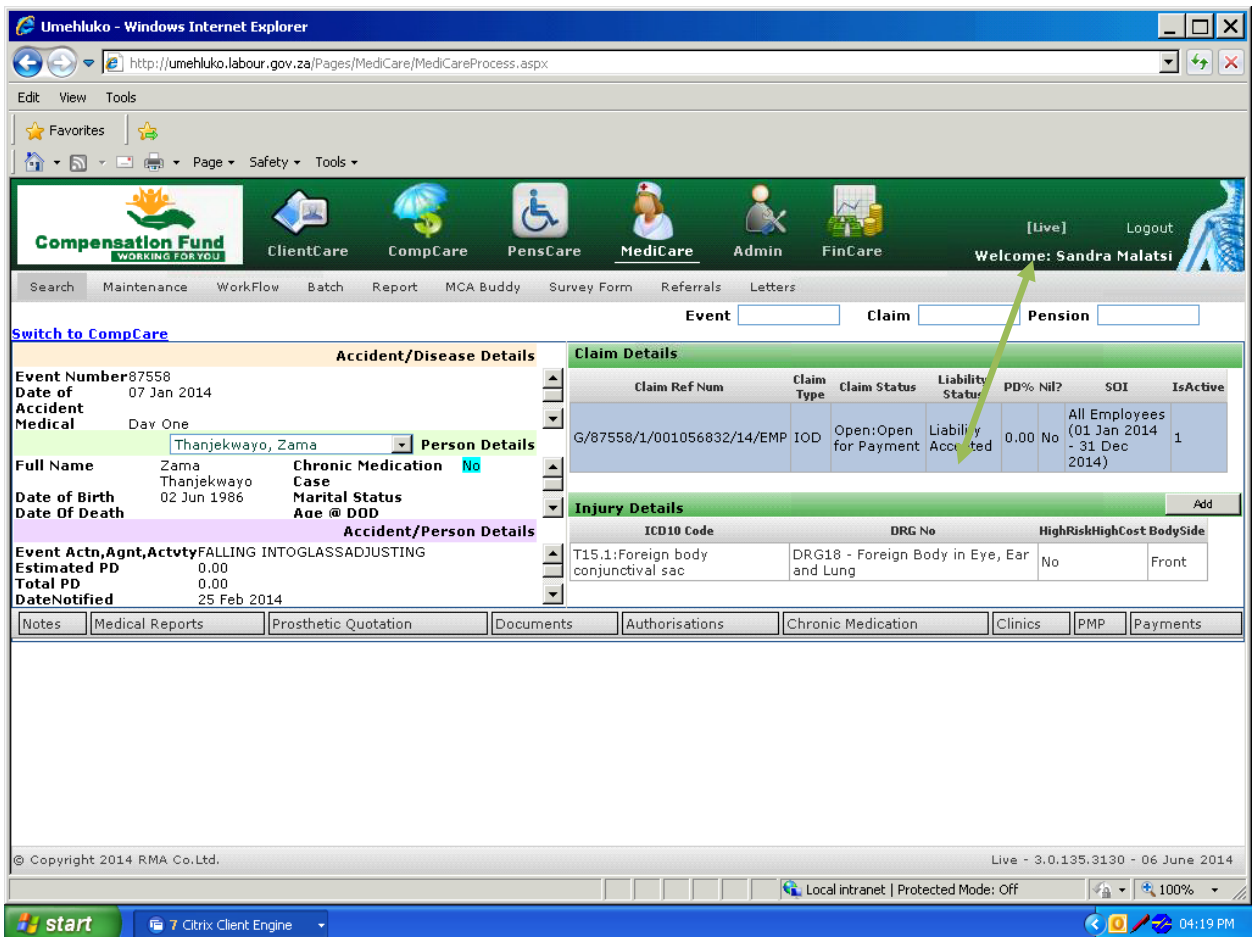 Umehluko - Windows Internet Explorer
http://umehluko.labour.gov.za/Pages/MediCare/MediCareProcess.aspx
Edit View Tools
Favorites
Page Safety Tools
Compensation Fund
WORKING FOR YOU
ClientCare CompCare PensCare MediCare Admin FinCare
[Live] Logout
Welcome: Sandra Malatsi
Search Maintenance WorkFlow Batch Report MCA Buddy Survey Form Referrals Letters
Event Claim Pension
Switch to CompCare
Accident/Disease Details
Event Number 87558
Date of 07 Jan 2014
Accident
Medical Day One
Thanjekwayo, Zama Person Details
Full Name Zama Chronic Medication No
Thanjekwayo Case
Date of Birth 02 Jun 1986 Marital Status
Date Of Death Age @ DOD
Accident/Person Details
Event Actn,Agnt,ActvtyFALLING INTOGLASSADJUSTING
Estimated PD 0.00
Total PD 0.00
DateNotified 25 Feb 2014
Claim Details
Claim Ref Num Claim Type Claim Status Liability Status PD% Nil? SOI IsActive
G/87558/1/001056832/14/EMP IOD Open:Open for Payment Liability Accepted 0.00 No All Employees (01 Jan 2014 - 31 Dec 2014) 1
Injury Details Add
ICD10 Code DRG No HighRiskHighCost BodySide
T15.1:Foreign body conjunctival sac DRG18 - Foreign Body in Eye, Ear and Lung No Front
Notes Medical Reports Prosthetic Quotation Documents Authorisations Chronic Medication Clinics PMP Payments
© Copyright 2014 RMA Co.Ltd. Live - 3.0.135.3130 - 06 June 2014
Local intranet | Protected Mode: Off 100%
start 7 Citrix Client Engine 04:19 PM